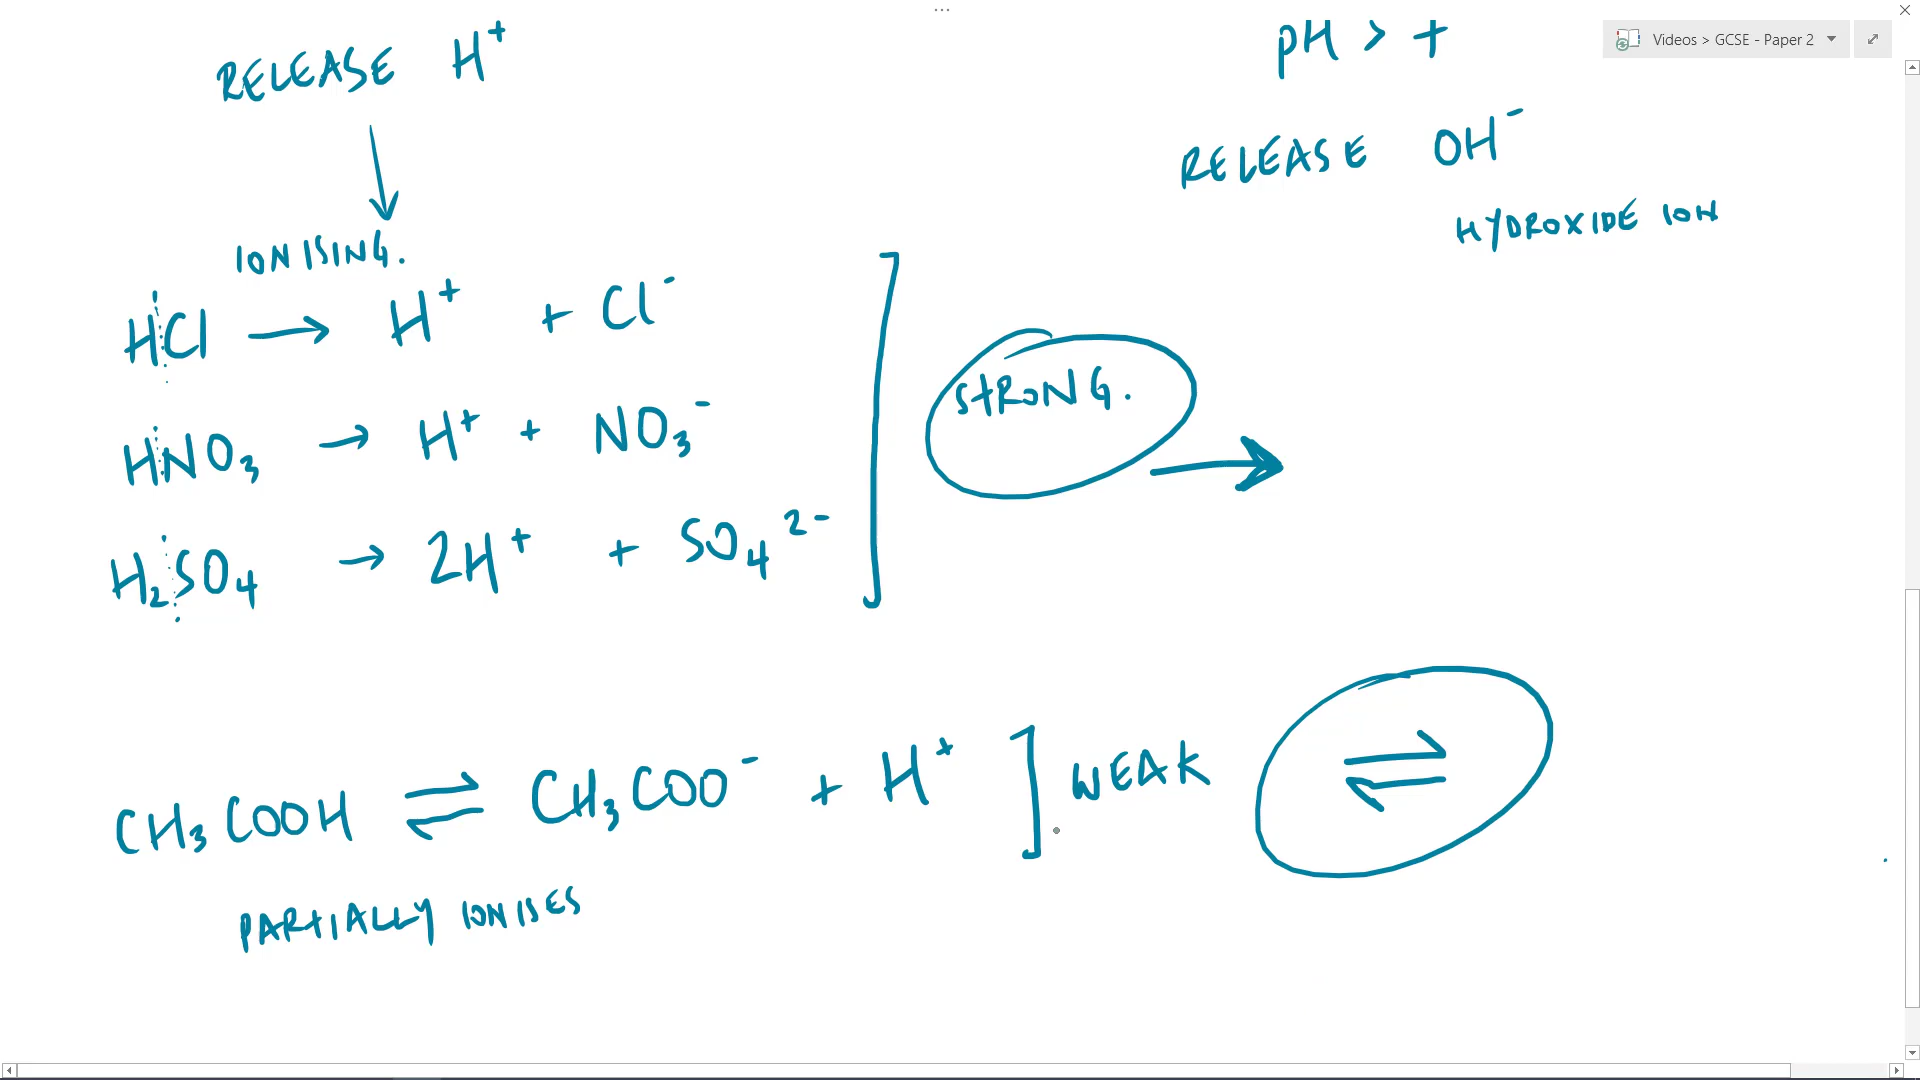 RELEASE H⁺
pH > 7
Videos > GCSE - Paper 2
RELEASE OH⁻
HYDROXIDE ION
IONISING.
HCl → H⁺ + Cl⁻
STRONG.
HNO₃ → H⁺ + NO₃⁻
→
H₂SO₄ → 2H⁺ + SO₄²⁻
CH₃COOH ⇌ CH₃COO⁻ + H⁺ ] WEAK ⇌
PARTIALLY IONISES